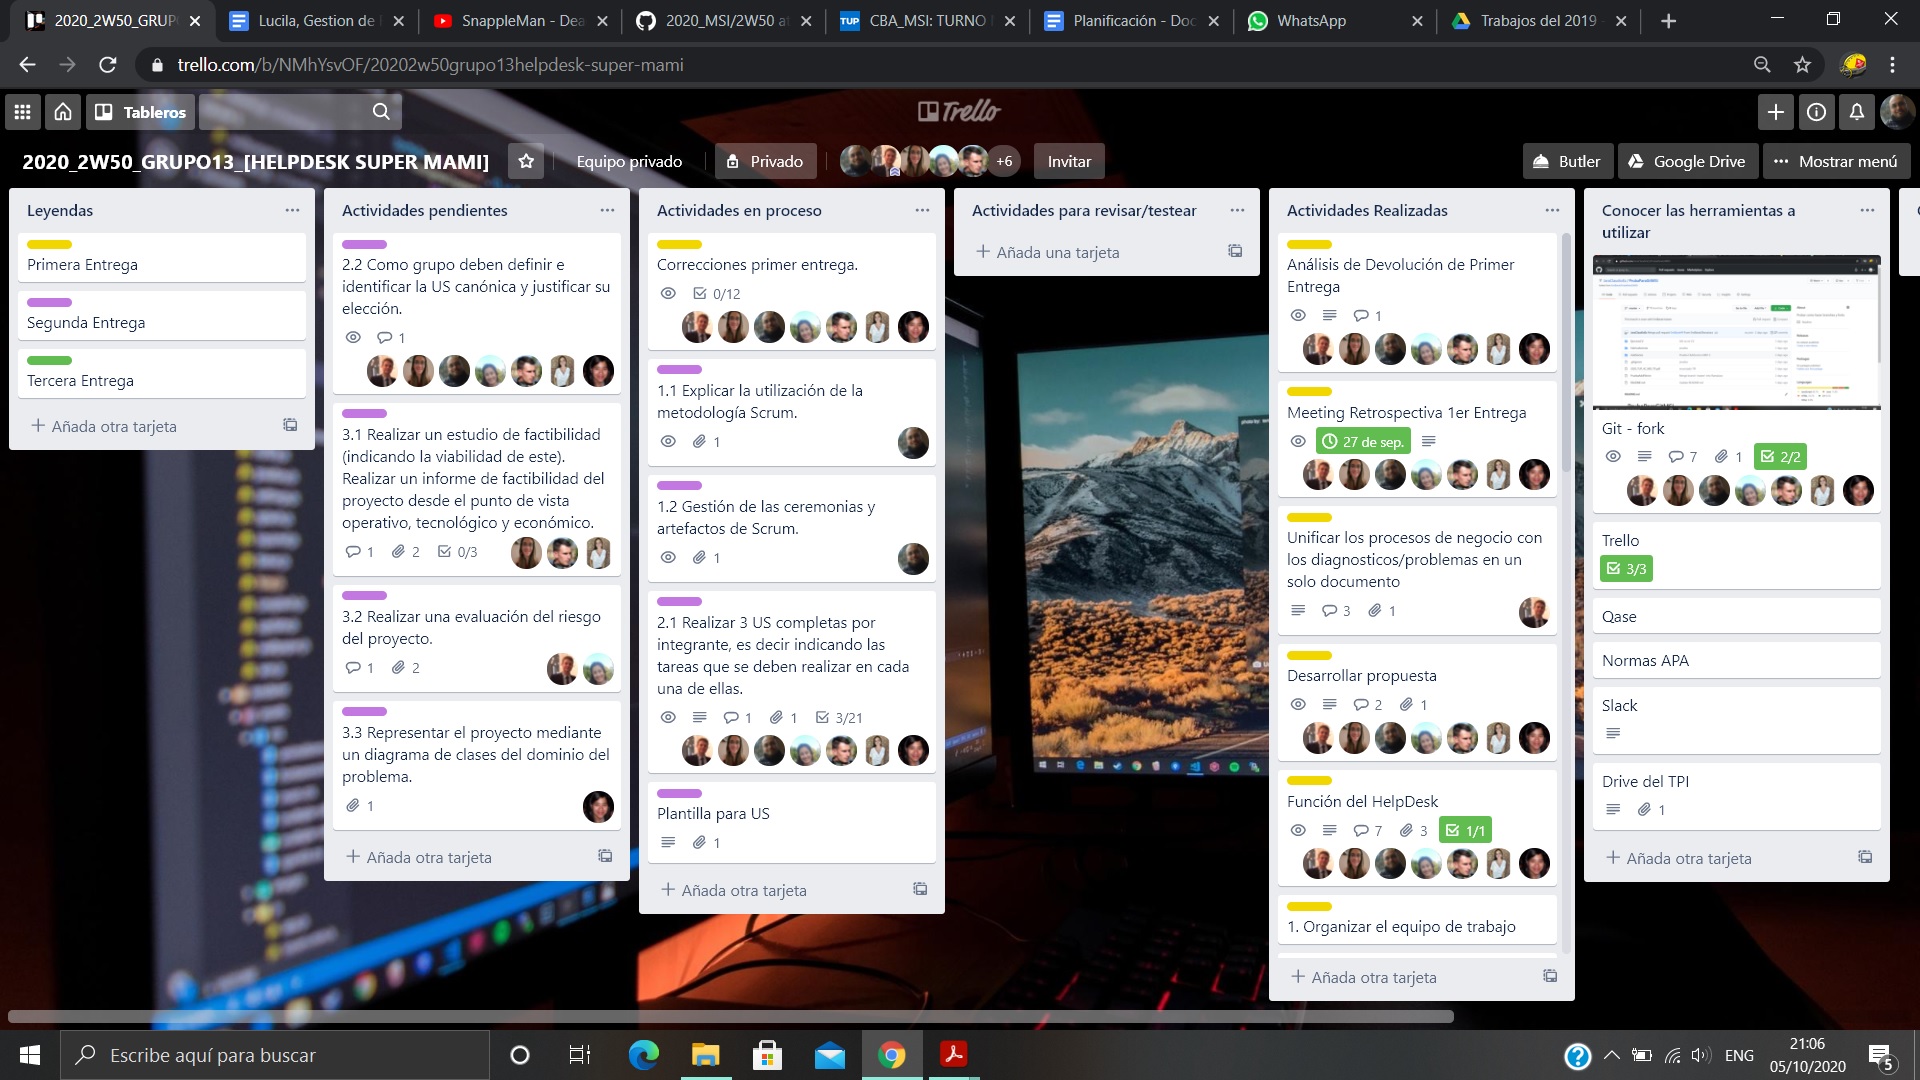 2020_2W50_GRUP
Lucila, Gestion de
SnappleMan - Dea
2020_MSI/2W50 at
TUP
CBA_MSI: TURNO
Planificación - Doc
WhatsApp
Trabajos del 2019
trello.com/b/NMhYsvOF/20202w50grupo13helpdesk-super-mami
Tableros
Trello
2020_2W50_GRUPO13_[HELPDESK SUPER MAMI]
Equipo privado
Privado
+6
Invitar
Butler
Google Drive
Mostrar menú
Leyendas
Primera Entrega
Segunda Entrega
Tercera Entrega
Añada otra tarjeta
Actividades pendientes
2.2 Como grupo deben definir e
identificar la US canónica y justificar su
elección.
1
3.1 Realizar un estudio de factibilidad
(indicando la viabilidad de este).
Realizar un informe de factibilidad del
proyecto desde el punto de vista
operativo, tecnológico y económico.
1 2 0/3
3.2 Realizar una evaluación del riesgo
del proyecto.
1 2
3.3 Representar el proyecto mediante
un diagrama de clases del dominio del
problema.
1
Añada otra tarjeta
Actividades en proceso
Correcciones primer entrega.
0/12
1.1 Explicar la utilización de la
metodología Scrum.
1
1.2 Gestión de las ceremonias y
artefactos de Scrum.
1
2.1 Realizar 3 US completas por
integrante, es decir indicando las
tareas que se deben realizar en cada
una de ellas.
1 1 3/21
Plantilla para US
1
Añada otra tarjeta
Actividades para revisar/testear
Añada una tarjeta
Actividades Realizadas
Análisis de Devolución de Primer
Entrega
1
Meeting Retrospectiva 1er Entrega
27 de sep.
Unificar los procesos de negocio con
los diagnosticos/problemas en un
solo documento
3 1
Desarrollar propuesta
2 1
Función del HelpDesk
7 3 1/1
1. Organizar el equipo de trabajo
Añada otra tarjeta
Conocer las herramientas a
utilizar
Git - fork
7 1 2/2
Trello
3/3
Qase
Normas APA
Slack
Drive del TPI
1
Añada otra tarjeta
Escribe aquí para buscar
ENG
21:06
05/10/2020
5